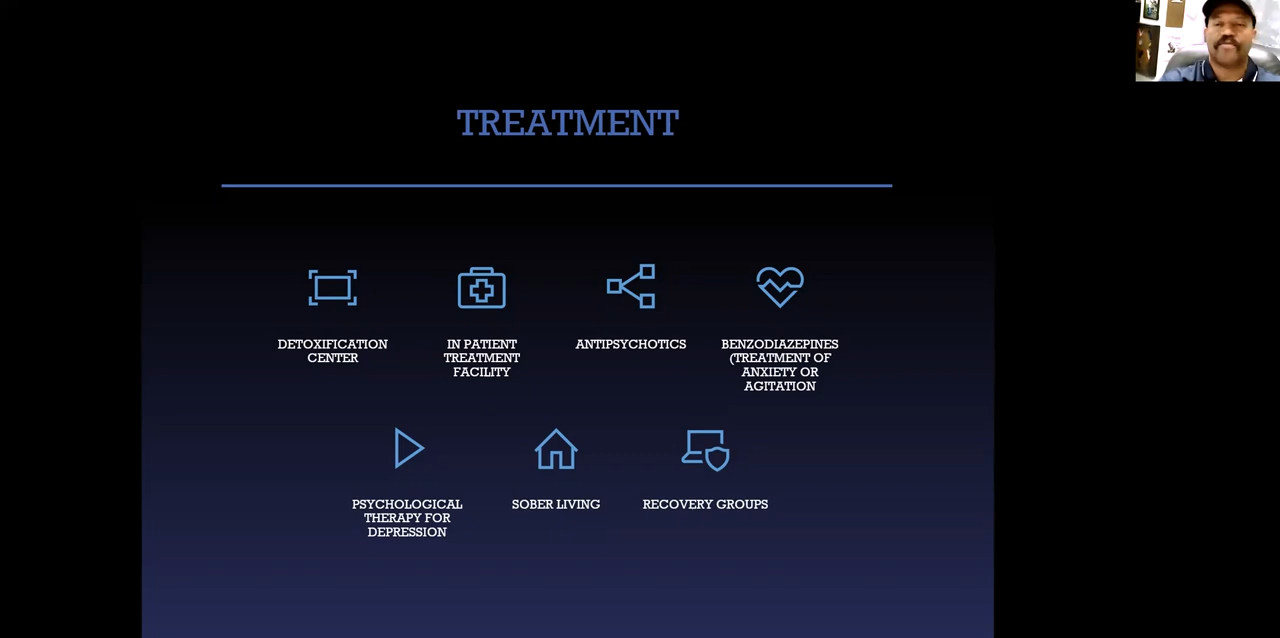 TREATMENT
DETOXIFICATION
CENTER
IN PATIENT
TREATMENT
FACILITY
ANTIPSYCHOTICS
BENZODIAZEPINES
(TREATMENT OF
ANXIETY OR
AGITATION
PSYCHOLOGICAL
THERAPY FOR
DEPRESSION
SOBER LIVING
RECOVERY GROUPS